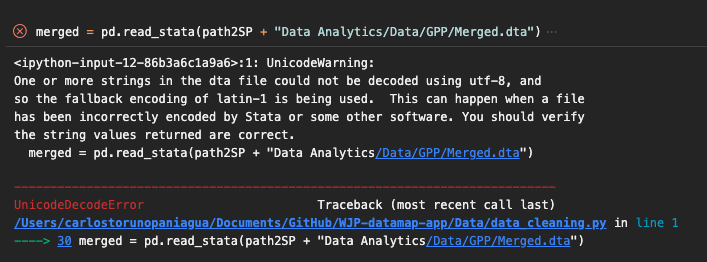 merged = pd.read_stata(path2SP + "Data Analytics/Data/GPP/Merged.dta") ...
<ipython-input-12-86b3a6c1a9a6>:1: UnicodeWarning:
One or more strings in the dta file could not be decoded using utf-8, and
so the fallback encoding of latin-1 is being used.  This can happen when a file
has been incorrectly encoded by Stata or some other software. You should verify
the string values returned are correct.
  merged = pd.read_stata(path2SP + "Data Analytics/Data/GPP/Merged.dta")
---------------------------------------------------------------------------
UnicodeDecodeError                        Traceback (most recent call last)
/Users/carlostorunopaniagua/Documents/GitHub/WJP-datamap-app/Data/data_cleaning.py in line 1
----> 30 merged = pd.read_stata(path2SP + "Data Analytics/Data/GPP/Merged.dta")